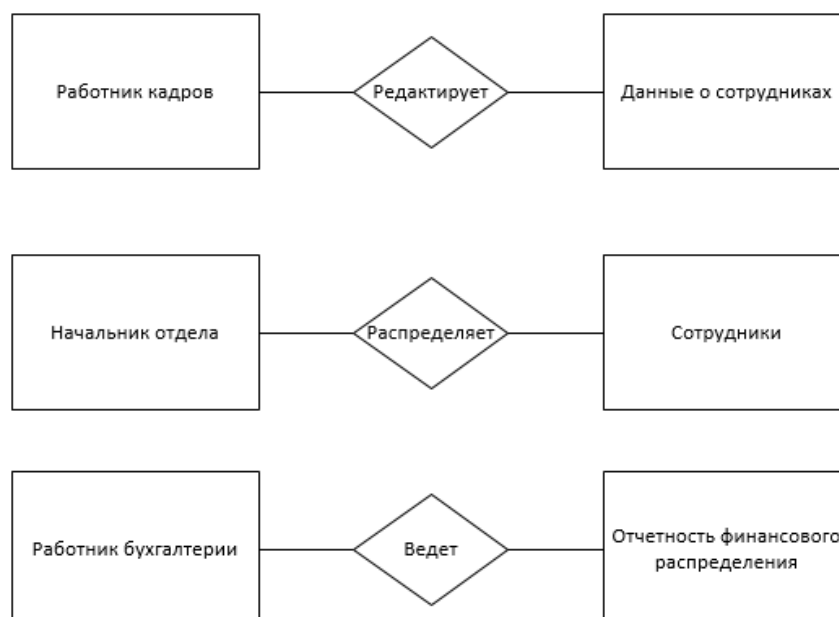 Работник кадров
Редактирует
Данные о сотрудниках
Начальник отдела
Распределяет
Сотрудники
Работник бухгалтерии
Ведет
Отчетность финансового
распределения